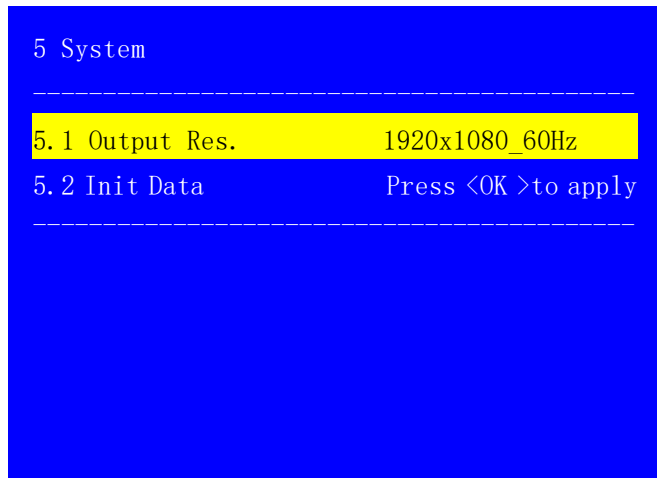 5 System
5.1 Output Res. 1920x1080_60Hz
5.2 Init Data Press <OK >to apply